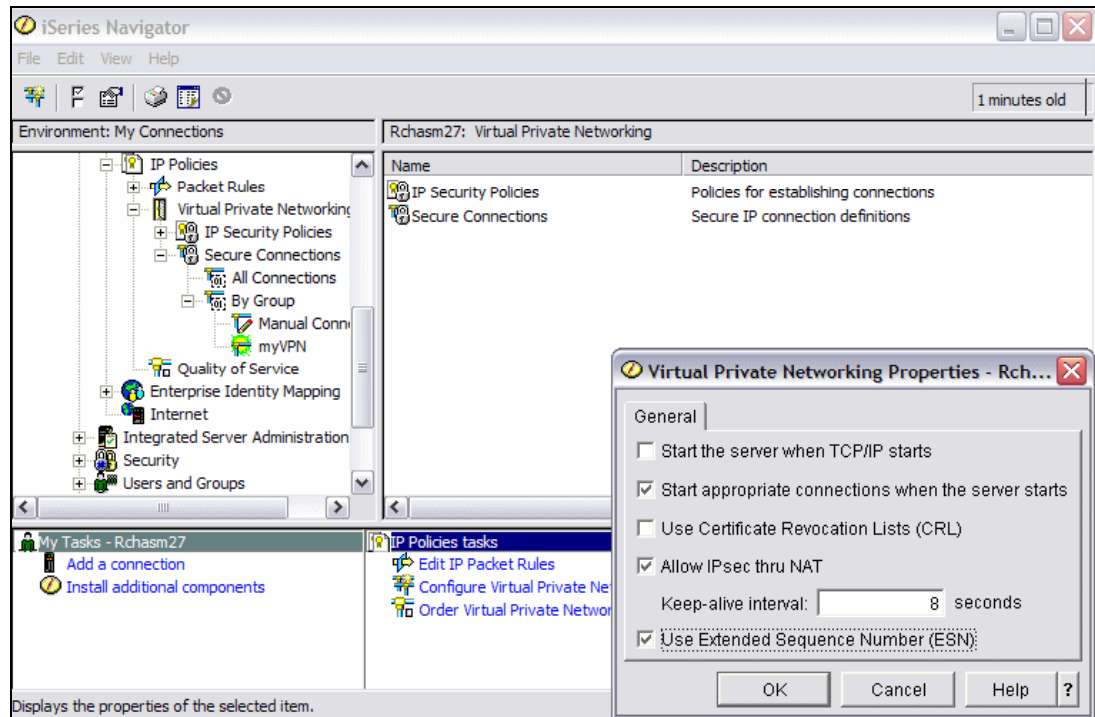 iSeries Navigator
File Edit View Help
1 minutes old
Environment: My Connections
Rchasm27: Virtual Private Networking
IP Policies
Packet Rules
Virtual Private Networking
IP Security Policies
Secure Connections
All Connections
By Group
Manual Conn
myVPN
Quality of Service
Enterprise Identity Mapping
Internet
Integrated Server Administration
Security
Users and Groups
Name Description
IP Security Policies Policies for establishing connections
Secure Connections Secure IP connection definitions
My Tasks - Rchasm27
Add a connection
Install additional components
IP Policies tasks
Edit IP Packet Rules
Configure Virtual Private Ne
Order Virtual Private Networ
Virtual Private Networking Properties - Rch...
General
Start the server when TCP/IP starts
Start appropriate connections when the server starts
Use Certificate Revocation Lists (CRL)
Allow IPsec thru NAT
Keep-alive interval: 8 seconds
Use Extended Sequence Number (ESN)
OK Cancel Help ?
Displays the properties of the selected item.